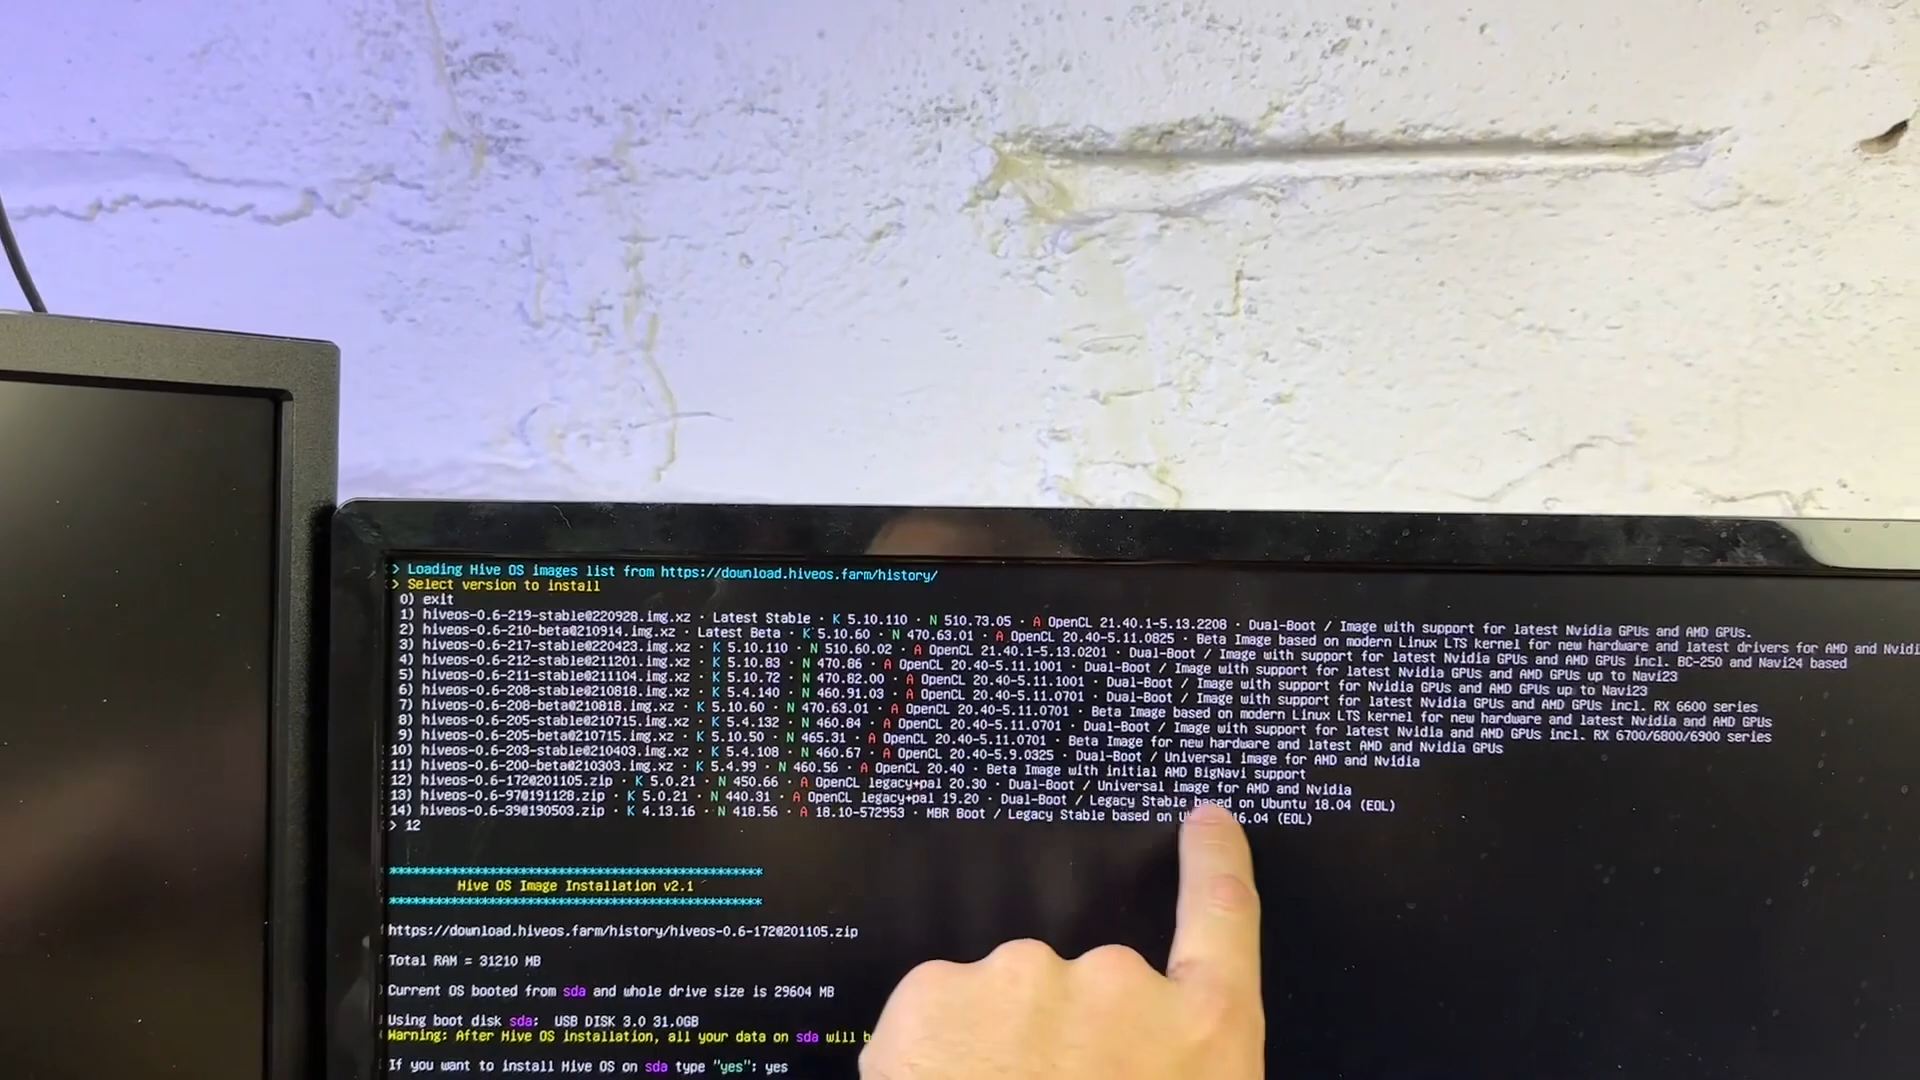 > Loading Hive OS images list from https://download.hiveos.farm/history/
> Select version to install
0) exit
1) hiveos-0.6-219-stable@220928.img.xz · Latest Stable · K 5.10.110 · N 510.73.05 · A OpenCL 21.40.1-5.13.2208 · Dual-Boot / Image with support for latest Nvidia GPUs and AMD GPUs.
2) hiveos-0.6-210-beta@210914.img.xz · Latest Beta · K 5.10.60 · N 470.63.01 · A OpenCL 20.40-5.11.0825 · Beta Image based on modern Linux LTS kernel for new hardware and latest drivers for AMD and
3) hiveos-0.6-217-stable@220423.img.xz · K 5.10.110 · N 510.60.02 · A OpenCL 21.40.1-5.13.0201 · Dual-Boot / Image with support for latest Nvidia GPUs and AMD GPUs incl. BC-250 and Navi24 based
4) hiveos-0.6-212-stable@211201.img.xz · K 5.10.83 · N 470.86 · A OpenCL 20.40-5.11.1001 · Dual-Boot / Image with support for latest Nvidia GPUs and AMD GPUs up to Navi23
5) hiveos-0.6-211-stable@211104.img.xz · K 5.10.72 · N 470.82.00 · A OpenCL 20.40-5.11.1001 · Dual-Boot / Image with support for Nvidia GPUs and AMD GPUs up to Navi23
6) hiveos-0.6-208-stable@210818.img.xz · K 5.4.140 · N 460.91.03 · A OpenCL 20.40-5.11.0701 · Dual-Boot / Image with support for latest Nvidia GPUs and AMD GPUs incl. RX 6600 series
7) hiveos-0.6-208-beta@210818.img.xz · K 5.10.60 · N 470.63.01 · A OpenCL 20.40-5.11.0701 · Beta Image based on modern Linux LTS kernel for new hardware and latest Nvidia and AMD GPUs
8) hiveos-0.6-205-stable@210715.img.xz · K 5.4.132 · N 460.84 · A OpenCL 20.40-5.11.0701 · Dual-Boot / Image with support for latest Nvidia GPUs and AMD GPUs incl. RX 6700/6800/6900 series
9) hiveos-0.6-205-beta@210715.img.xz · K 5.10.50 · N 465.31 · A OpenCL 20.40-5.11.0701 · Beta Image for new hardware and latest AMD and Nvidia GPUs
10) hiveos-0.6-203-stable@210403.img.xz · K 5.4.108 · N 460.67 · A OpenCL 20.40-5.9.0325 · Dual-Boot / Universal image for AMD and Nvidia
11) hiveos-0.6-200-beta@210303.img.xz · K 5.4.99 · N 460.56 · A OpenCL 20.40 · Beta Image with initial AMD BigNavi support
12) hiveos-0.6-172@201105.zip · K 5.0.21 · N 450.66 · A OpenCL legacy+pal 20.30 · Dual-Boot / Universal image for AMD and Nvidia
13) hiveos-0.6-97@191128.zip · K 5.0.21 · N 440.31 · A OpenCL legacy+pal 19.20 · Dual-Boot / Legacy Stable based on Ubuntu 18.04 (EOL)
14) hiveos-0.6-39@190503.zip · K 4.13.16 · N 418.56 · A 18.10-572953 · MBR Boot / Legacy Stable based on 16.04 (EOL)
> 12
*************************************************
Hive OS Image Installation v2.1
*************************************************
https://download.hiveos.farm/history/hiveos-0.6-172@201105.zip
Total RAM = 31210 MB
Current OS booted from sda and whole drive size is 29604 MB
Using boot disk sda: USB DISK 3.0 31.0GB
Warning: After Hive OS installation, all your data on sda will
If you want to install Hive OS on sda type "yes": yes